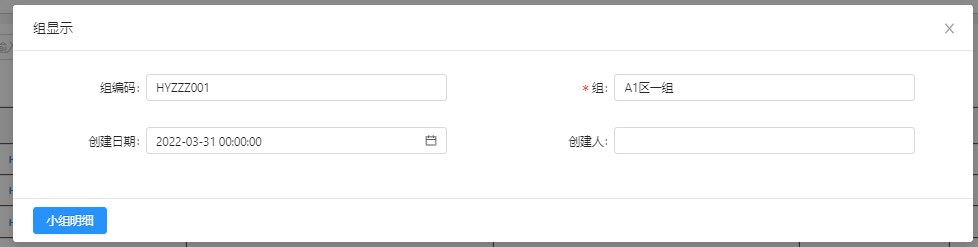 组显示
组编码: HYZZZ001
* 组: A1区一组
创建日期: 2022-03-31 00:00:00
创建人:
小组明细